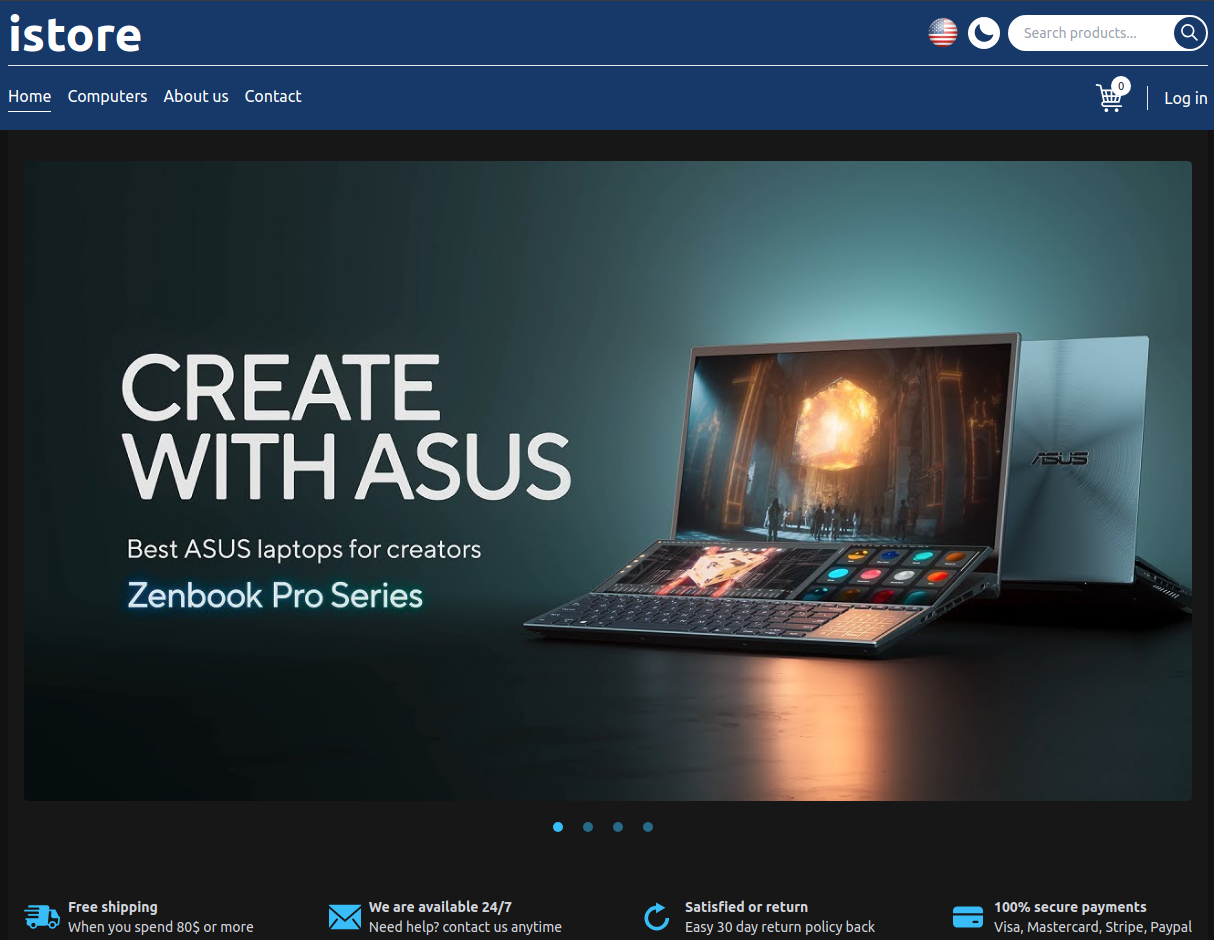 istore
Search products...
Home Computers About us Contact
0
Log in
CREATE
WITH ASUS
Best ASUS laptops for creators
Zenbook Pro Series
ASUS
Free shipping
When you spend 80$ or more
We are available 24/7
Need help? contact us anytime
Satisfied or return
Easy 30 day return policy back
100% secure payments
Visa, Mastercard, Stripe, Paypal